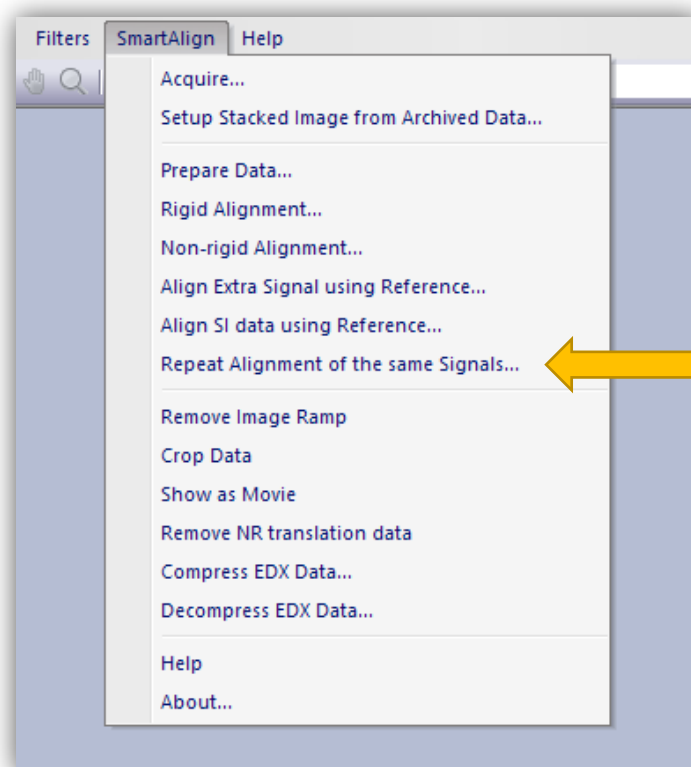 Filters SmartAlign Help
Acquire...
Setup Stacked Image from Archived Data...
Prepare Data...
Rigid Alignment...
Non-rigid Alignment...
Align Extra Signal using Reference...
Align SI data using Reference...
Repeat Alignment of the same Signals...
Remove Image Ramp
Crop Data
Show as Movie
Remove NR translation data
Compress EDX Data...
Decompress EDX Data...
Help
About...